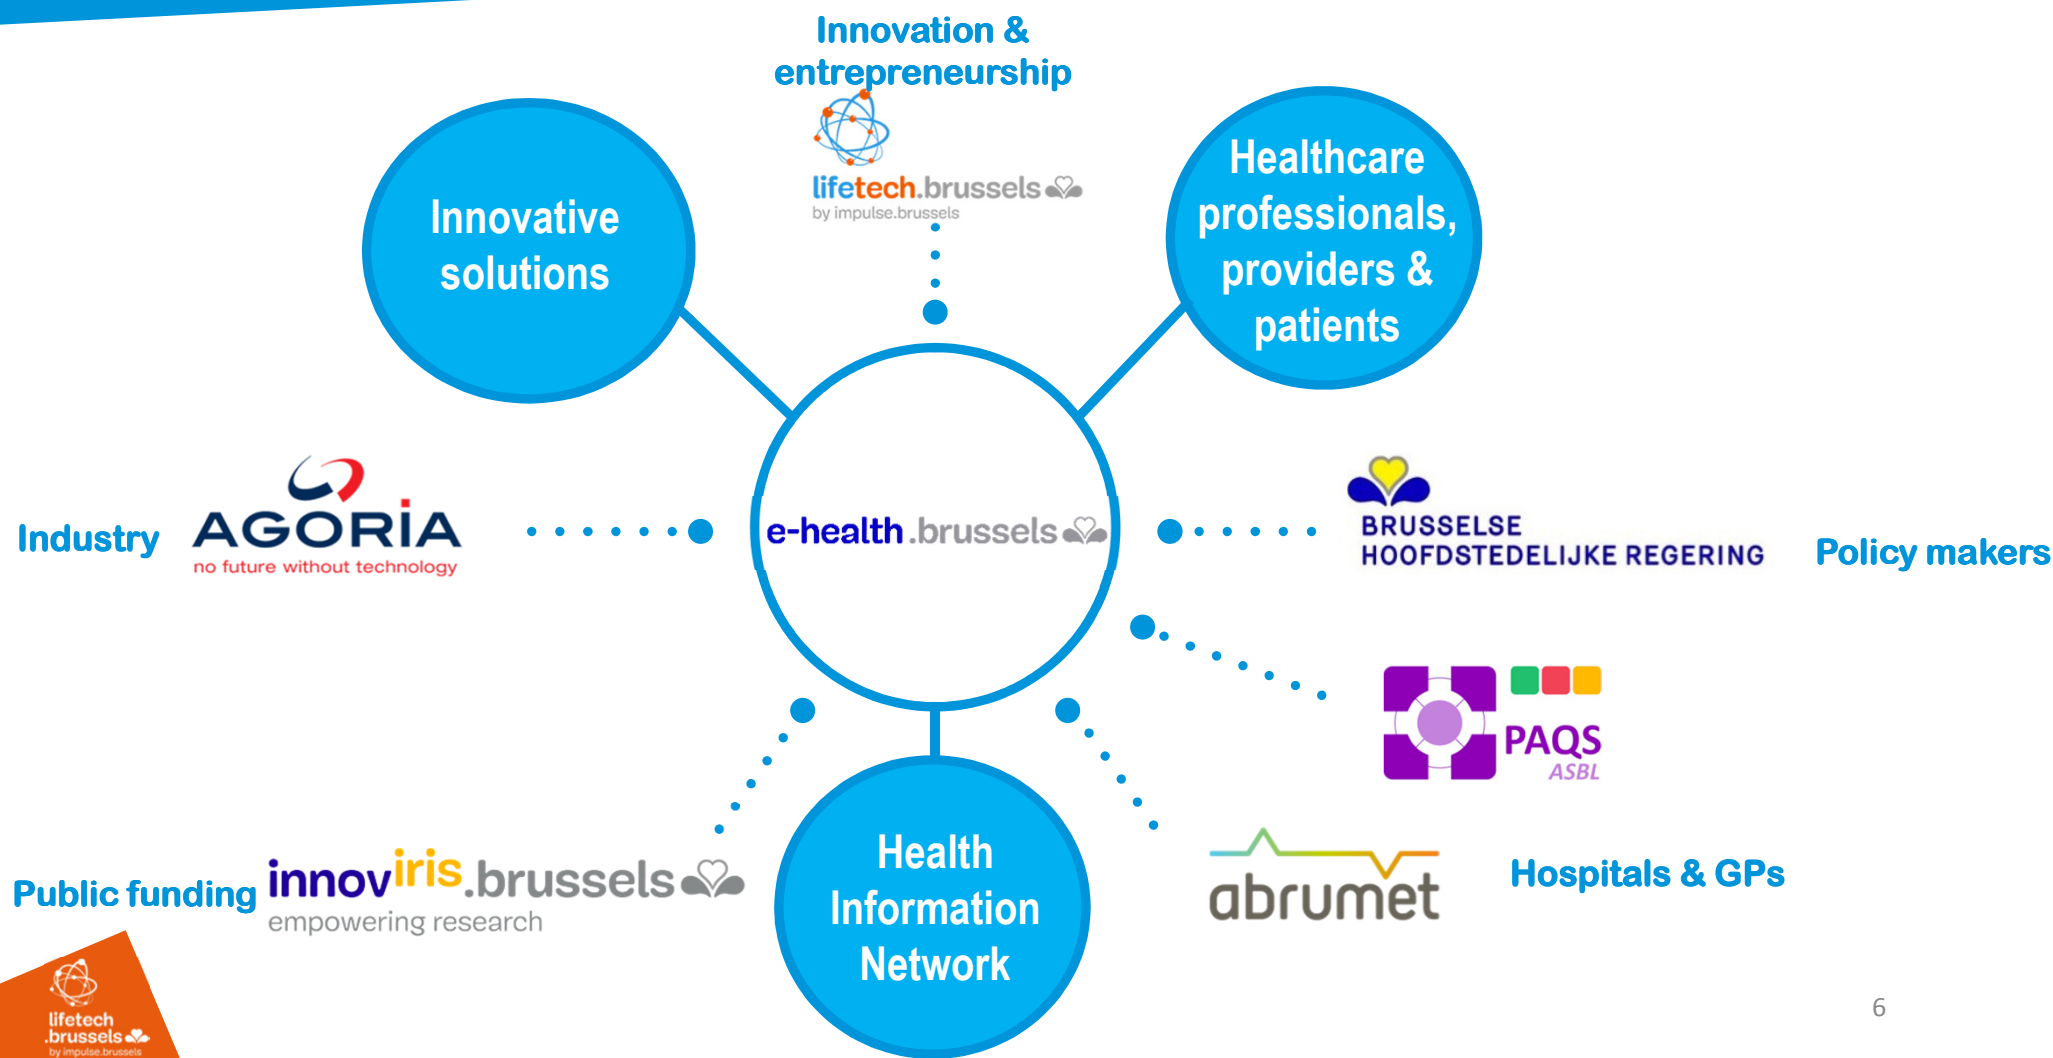 Innovation &
entrepreneurship
lifetech.brussels
by impulse.brussels
Innovative
solutions
Healthcare
professionals,
providers &
patients
Industry
AGORIA
no future without technology
e-health.brussels
BRUSSELSE
HOOFDSTEDELIJKE REGERING
Policy makers
PAQS
ASBL
Public funding
innoviris.brussels
empowering research
Health
Information
Network
abrumet
Hospitals & GPs
lifetech
.brussels
by impulse.brussels
6